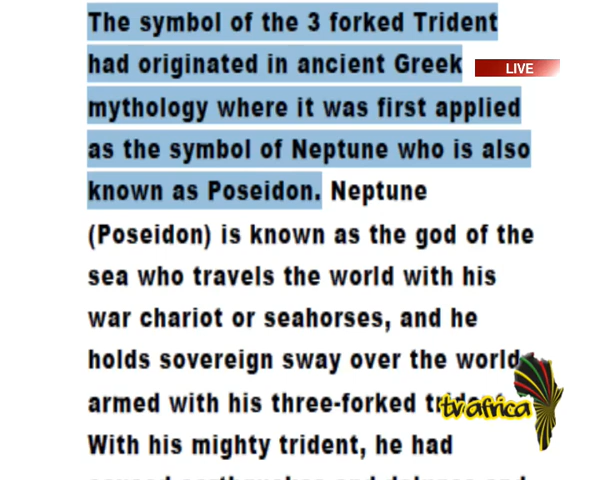 The symbol of the 3 forked Trident
had originated in ancient Greek
LIVE
mythology where it was first applied
as the symbol of Neptune who is also
known as Poseidon. Neptune
(Poseidon) is known as the god of the
sea who travels the world with his
war chariot or seahorses, and he
holds sovereign sway over the world
armed with his three-forked
tv africa
With his mighty trident, he had